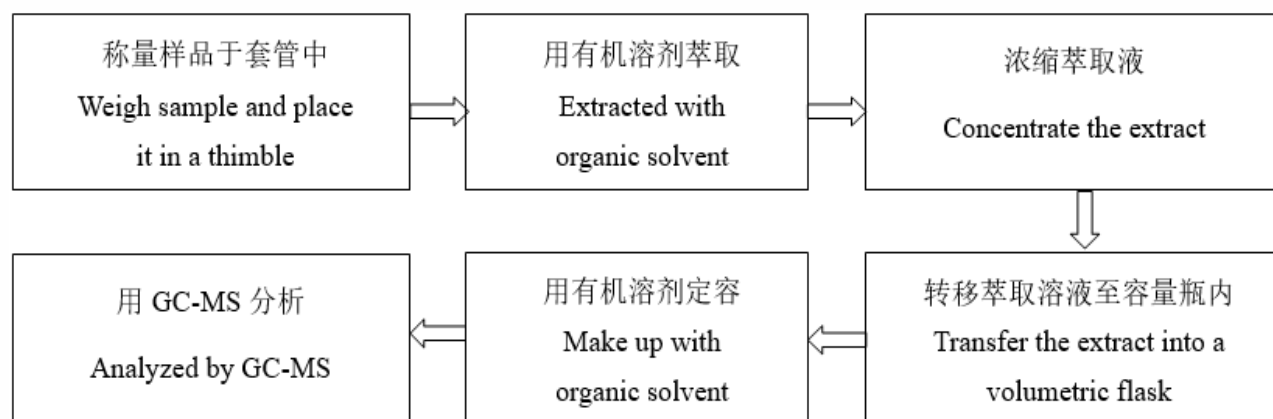 称量样品于套管中
Weigh sample and place
it in a thimble
用有机溶剂萃取
Extracted with
organic solvent
浓缩萃取液
Concentrate the extract
转移萃取溶液至容量瓶内
Transfer the extract into a
volumetric flask
用有机溶剂定容
Make up with
organic solvent
用 GC-MS 分析
Analyzed by GC-MS